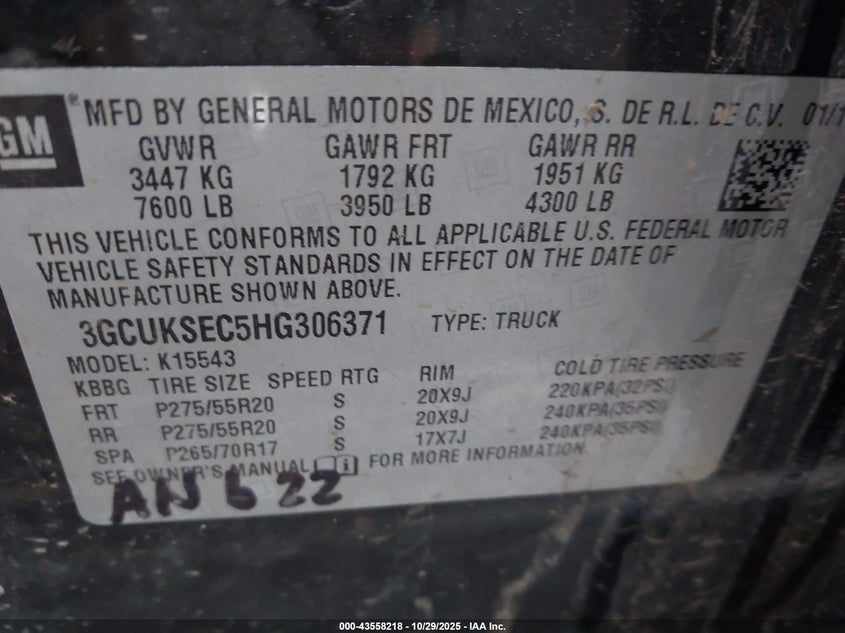 GM
® MFD BY GENERAL MOTORS DE MEXICO, S. DE R.L. DE C.V. 01/1
GVWR GAWR FRT GAWR RR
3447 KG 1792 KG 1951 KG
7600 LB 3950 LB 4300 LB
THIS VEHICLE CONFORMS TO ALL APPLICABLE U.S. FEDERAL MOTOR
VEHICLE SAFETY STANDARDS IN EFFECT ON THE DATE OF
MANUFACTURE SHOWN ABOVE.
3GCUKSEC5HG306371 TYPE: TRUCK
MODEL: K15543
KBBG TIRE SIZE SPEED RTG RIM COLD TIRE PRESSURE
FRT P275/55R20 S 20X9J 220KPA(32PSI)
RR P275/55R20 S 20X9J 240KPA(35PSI)
SPA P265/70R17 S 17X7J 240KPA(35PSI)
SEE OWNER'S MANUAL FOR MORE INFORMATION.
AN 6 22
000-43558218 - 10/29/2025 - IAA Inc.